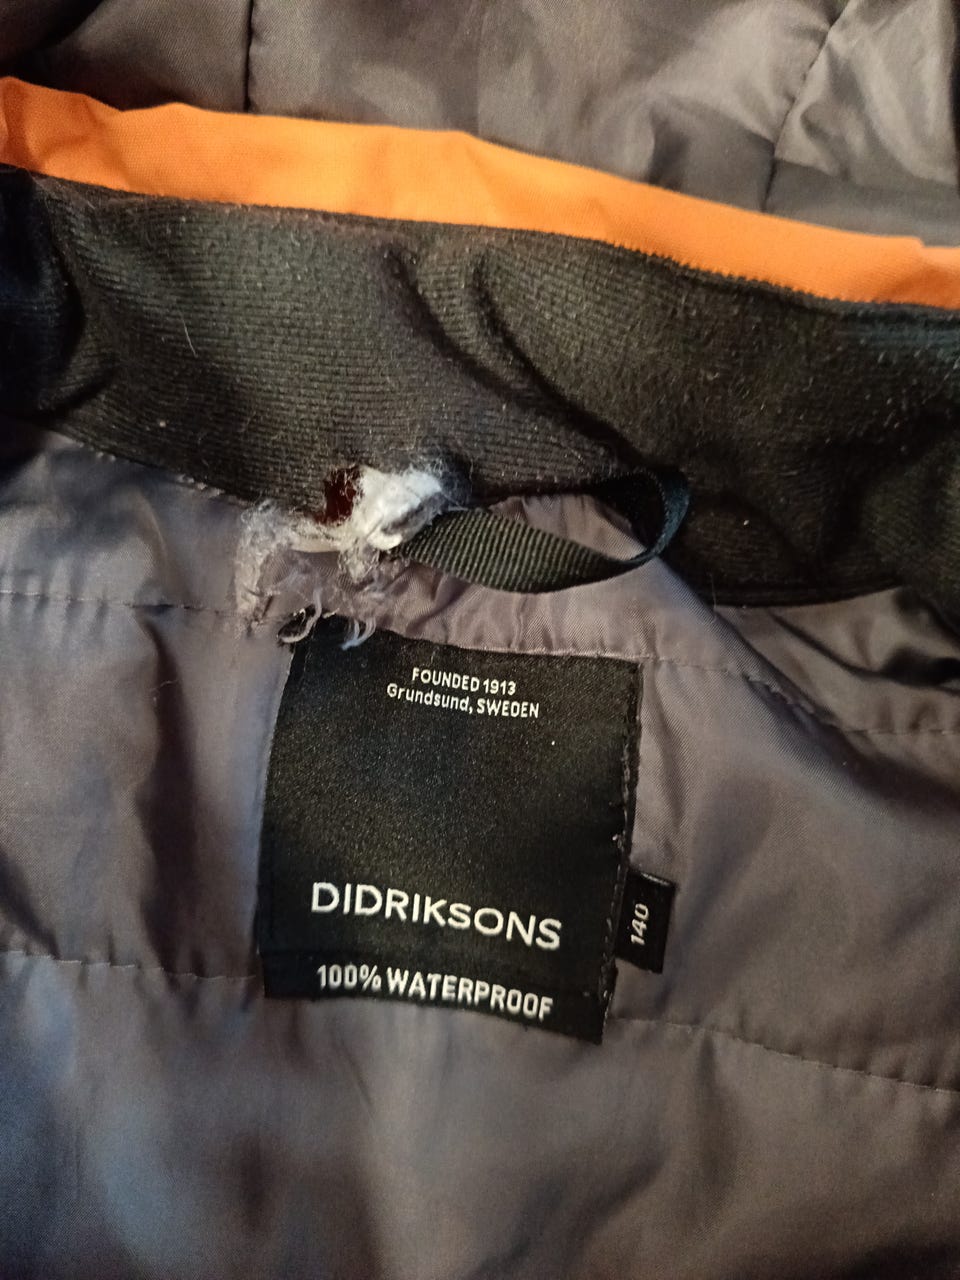 FOUNDED 1913
Grundsund, SWEDEN
DIDRIKSONS
100% WATERPROOF
140